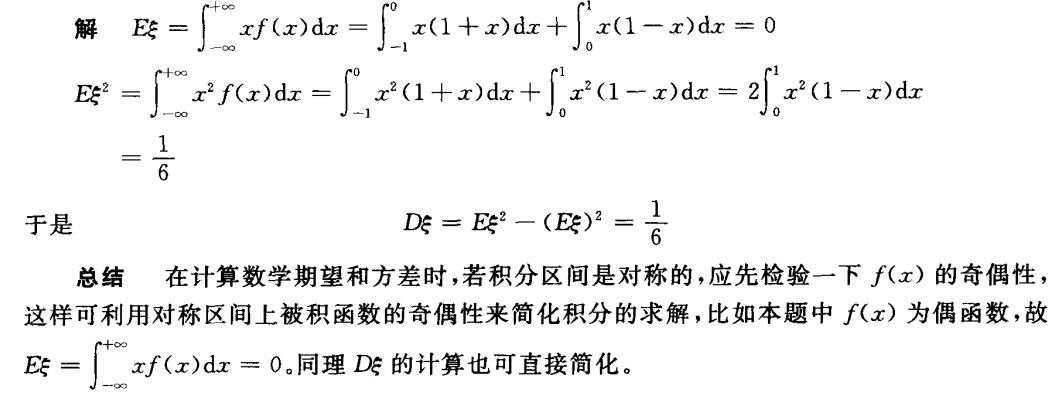 解 Eξ = ∫_{-∞}^{+∞} xf(x)dx = ∫_{-1}^{0} x(1+x)dx + ∫_{0}^{1} x(1-x)dx = 0
Eξ² = ∫_{-∞}^{+∞} x²f(x)dx = ∫_{-1}^{0} x²(1+x)dx + ∫_{0}^{1} x²(1-x)dx = 2∫_{0}^{1} x²(1-x)dx
= 1/6
于是 Dξ = Eξ² - (Eξ)² = 1/6
总结 在计算数学期望和方差时,若积分区间是对称的,应先检验一下 f(x) 的奇偶性,
这样可利用对称区间上被积函数的奇偶性来简化积分的求解,比如本题中 f(x) 为偶函数,故
Eξ = ∫_{-∞}^{+∞} xf(x)dx = 0。同理 Dξ 的计算也可直接简化。